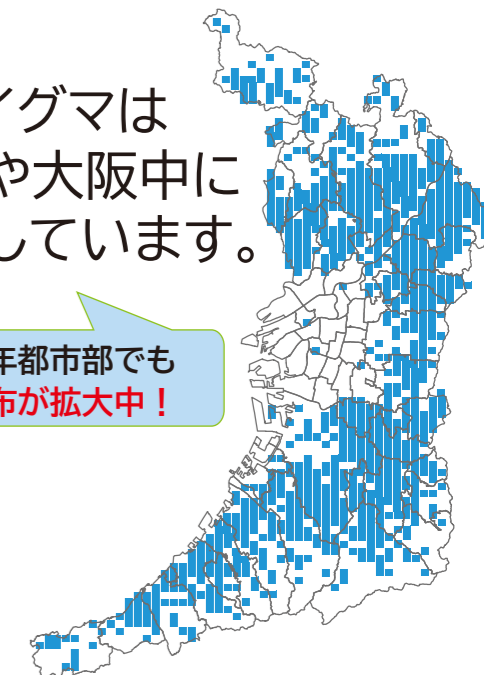 イグマは
や大阪中に
しています。
年都市部でも
布が拡大中！